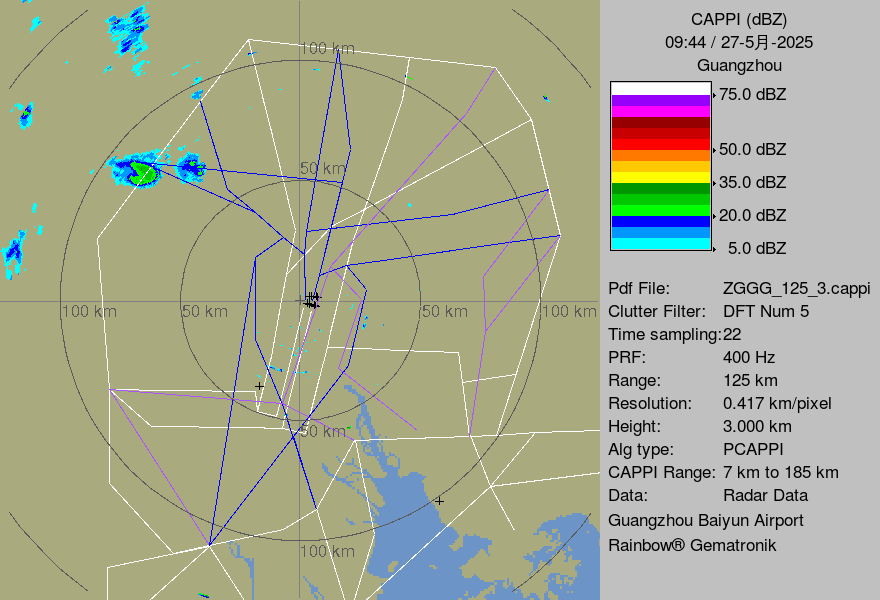 100 km
50 km
100 km
50 km
50 km
100 km
50 km
100 km
CAPPI (dBZ)
09:44 / 27-5月-2025
Guangzhou
75.0 dBZ
50.0 dBZ
35.0 dBZ
20.0 dBZ
5.0 dBZ
Pdf File: ZGGG_125_3.cappi
Clutter Filter: DFT Num 5
Time sampling:22
PRF: 400 Hz
Range: 125 km
Resolution: 0.417 km/pixel
Height: 3.000 km
Alg type: PCAPPI
CAPPI Range: 7 km to 185 km
Data: Radar Data
Guangzhou Baiyun Airport
Rainbow® Gematronik